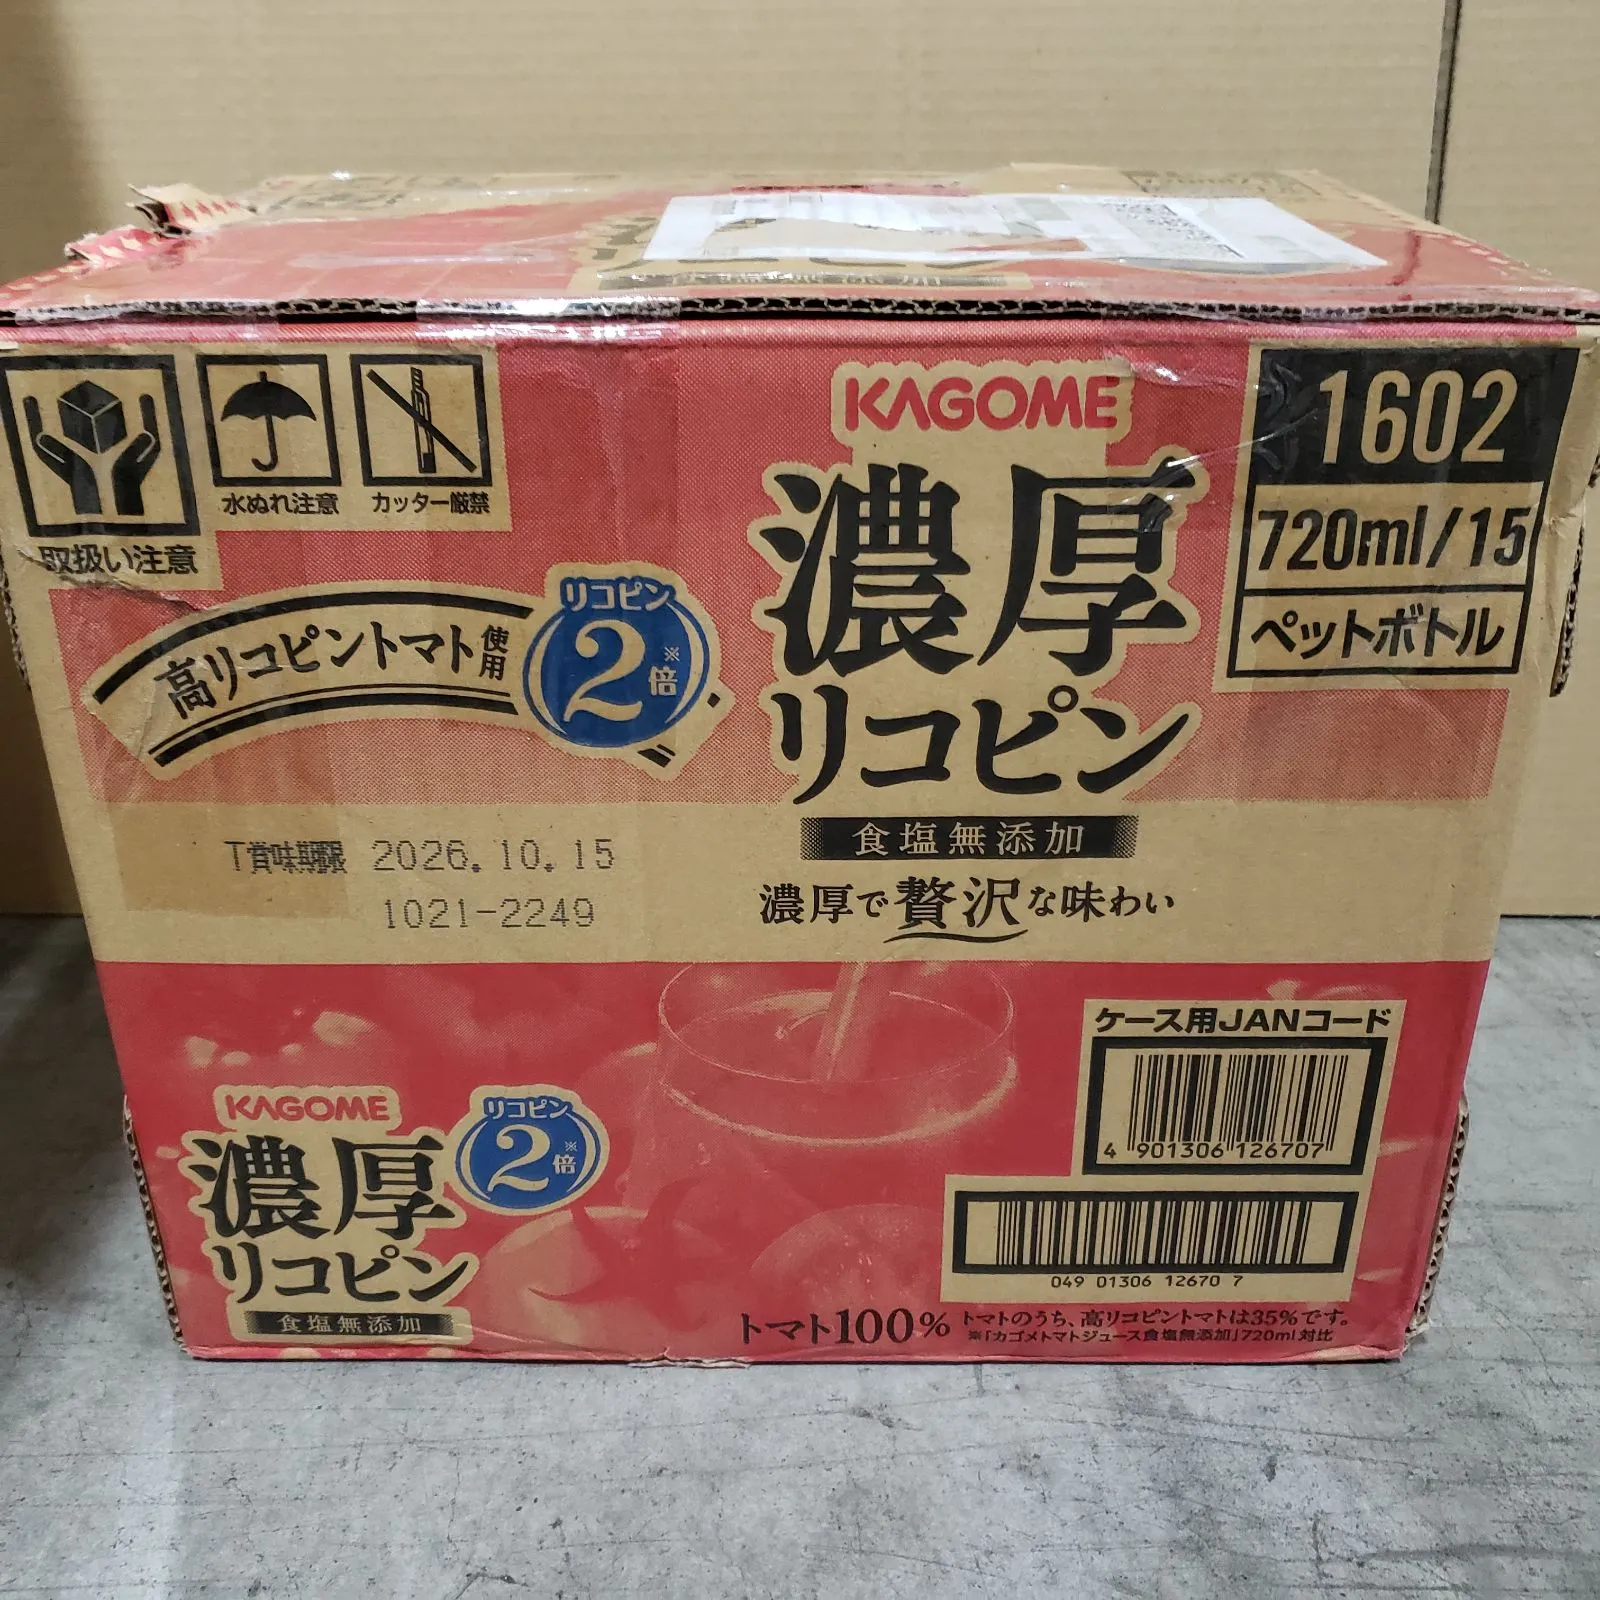 取扱い注意
水ぬれ注意
カッター厳禁
KAGOME
濃厚
リコピン
食塩無添加
濃厚で贅沢な味わい
1602
720ml/15
ペットボトル
高リコピントマト使用
リコピン
2※倍
T賞味期限 2026.10.15
1021-2249
KAGOME
濃厚
リコピン
食塩無添加
リコピン
2※倍
ケース用JANコード
4 901306 126707
049 01306 12670 7
トマト100% トマトのうち、高リコピントマトは35%です。
※「カゴメトマトジュース食塩無添加」720ml対比